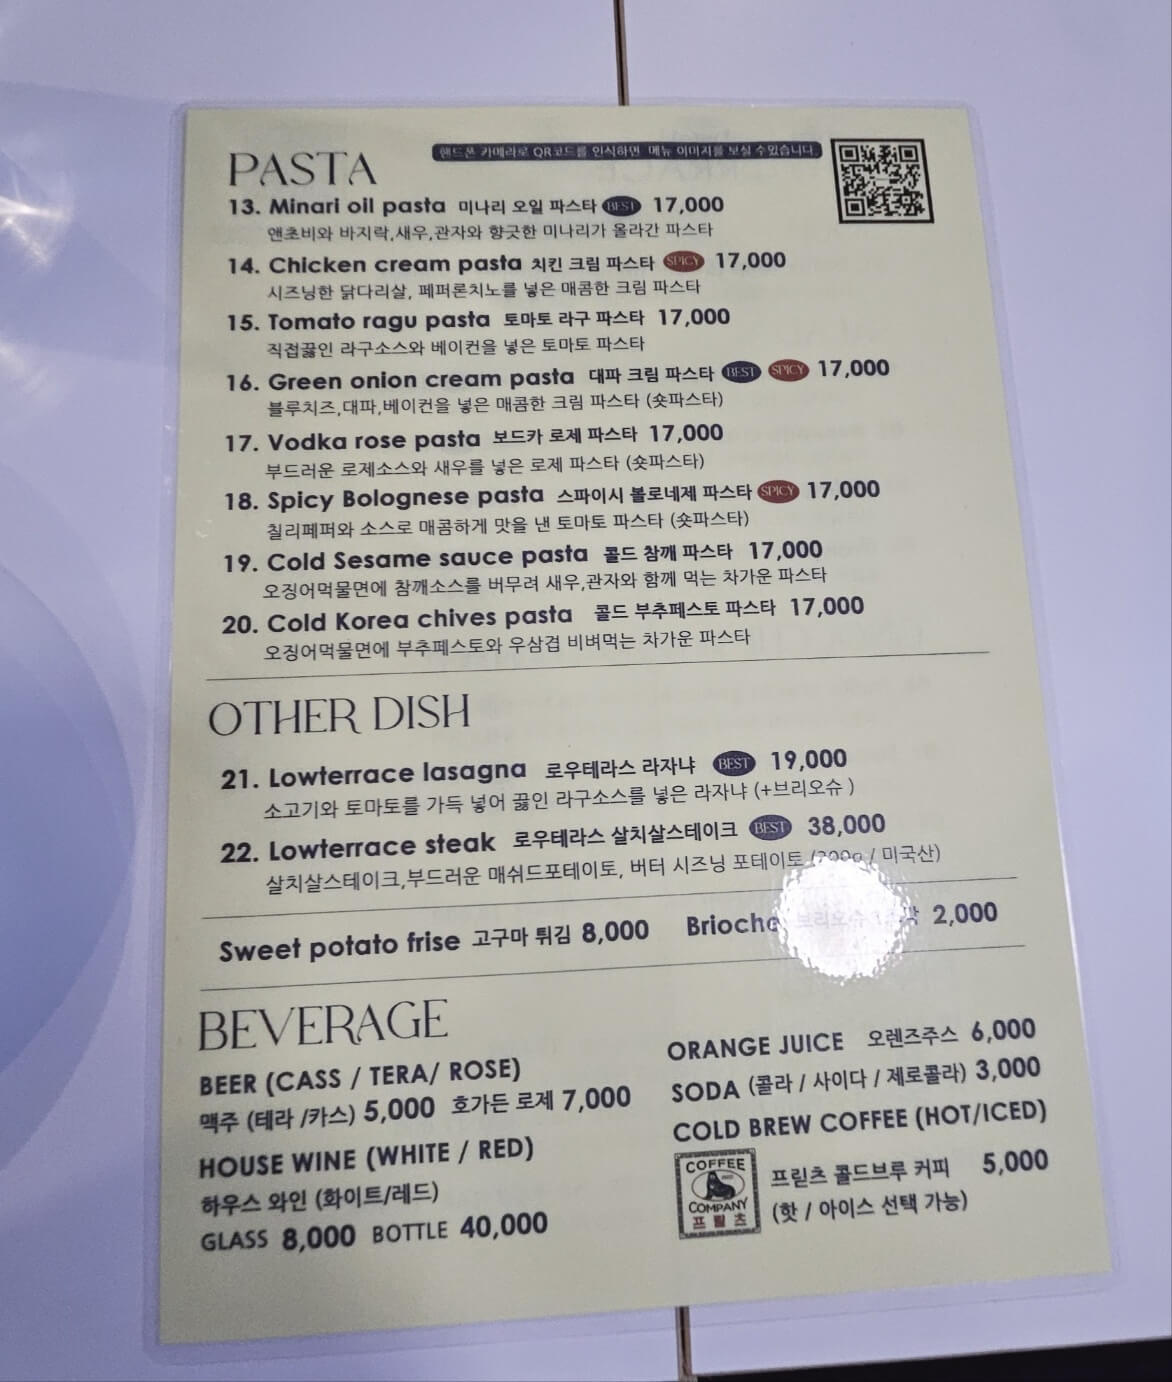 PASTA
핸드폰 카메라로 QR코드를 인식하면 메뉴 이미지를 보실 수있습니다.
13. Minari oil pasta 미나리 오일 파스타 BEST 17,000
앤초비와 바지락,새우,관자와 향긋한 미나리가 올라간 파스타
14. Chicken cream pasta 치킨 크림 파스타 SPICY 17,000
시즈닝한 닭다리살, 페퍼론치노를 넣은 매콤한 크림 파스타
15. Tomato ragu pasta 토마토 라구 파스타 17,000
직접끓인 라구소스와 베이컨을 넣은 토마토 파스타
16. Green onion cream pasta 대파 크림 파스타 BEST SPICY 17,000
블루치즈,대파,베이컨을 넣은 매콤한 크림 파스타 (숏파스타)
17. Vodka rose pasta 보드카 로제 파스타 17,000
부드러운 로제소스와 새우를 넣은 로제 파스타 (숏파스타)
18. Spicy Bolognese pasta 스파이시 볼로네제 파스타 SPICY 17,000
칠리페퍼와 소스로 매콤하게 맛을 낸 토마토 파스타 (숏파스타)
19. Cold Sesame sauce pasta 콜드 참깨 파스타 17,000
오징어먹물면에 참깨소스를 버무려 새우,관자와 함께 먹는 차가운 파스타
20. Cold Korea chives pasta 콜드 부추페스토 파스타 17,000
오징어먹물면에 부추페스토와 우삼겹 비벼먹는 차가운 파스타
OTHER DISH
21. Lowterrace lasagna 로우테라스 라자냐 BEST 19,000
소고기와 토마토를 가득 넣어 끓인 라구소스를 넣은 라자냐 (+브리오슈 )
22. Lowterrace steak 로우테라스 살치살스테이크 BEST 38,000
살치살스테이크,부드러운 매쉬드포테이토, 버터 시즈닝 포테이토 (200g / 미국산)
Sweet potato frise 고구마 튀김 8,000 Brioche 브리오슈 2,000
BEVERAGE
BEER (CASS / TERA/ ROSE)
맥주 (테라 /카스) 5,000 호가든 로제 7,000
HOUSE WINE (WHITE / RED)
하우스 와인 (화이트/레드)
GLASS 8,000 BOTTLE 40,000
ORANGE JUICE 오렌즈주스 6,000
SODA (콜라 / 사이다 / 제로콜라) 3,000
COLD BREW COFFEE (HOT/ICED)
COFFEE
COMPANY
프릳츠
프릳츠 콜드브루 커피 5,000
(핫 / 아이스 선택 가능)